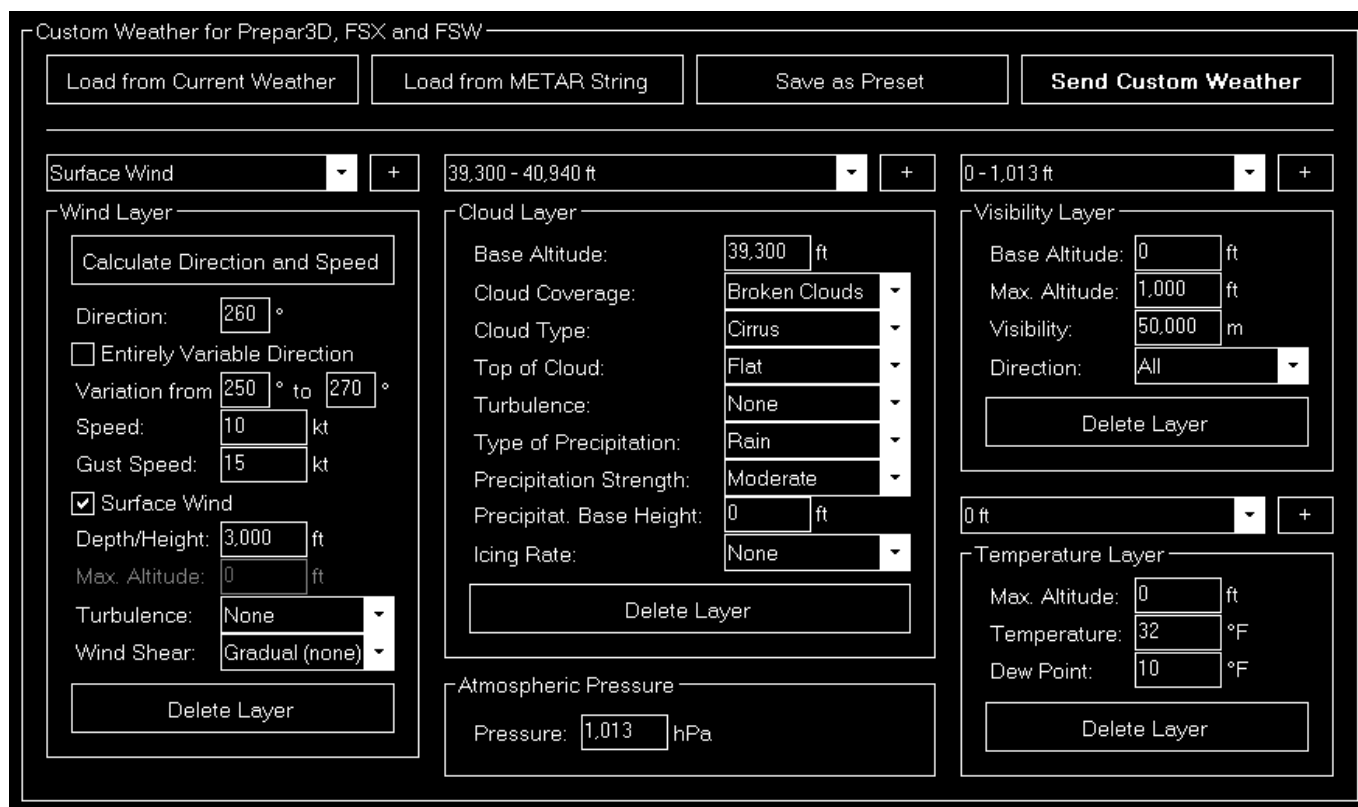 Custom Weather for Prepar3D, FSX and FSW
Load from Current Weather
Load from METAR String
Save as Preset
Send Custom Weather
Surface Wind
+
Wind Layer
Calculate Direction and Speed
Direction: 260 °
Entirely Variable Direction
Variation from 250 ° to 270 °
Speed: 10 kt
Gust Speed: 15 kt
Surface Wind
Depth/Height: 3,000 ft
Max. Altitude: 0 ft
Turbulence: None
Wind Shear: Gradual (none)
Delete Layer
39,300 - 40,940 ft
+
Cloud Layer
Base Altitude: 39,300 ft
Cloud Coverage: Broken Clouds
Cloud Type: Cirrus
Top of Cloud: Flat
Turbulence: None
Type of Precipitation: Rain
Precipitation Strength: Moderate
Precipitat. Base Height: 0 ft
Icing Rate: None
Delete Layer
Atmospheric Pressure
Pressure: 1,013 hPa
0 - 1,013 ft
+
Visibility Layer
Base Altitude: 0 ft
Max. Altitude: 1,000 ft
Visibility: 50,000 m
Direction: All
Delete Layer
0 ft
+
Temperature Layer
Max. Altitude: 0 ft
Temperature: 32 °F
Dew Point: 10 °F
Delete Layer